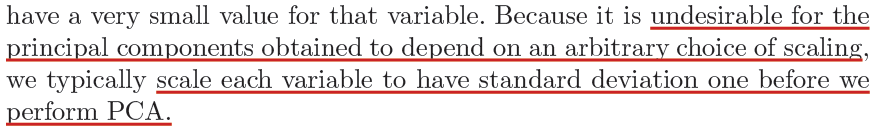 have a very small value for that variable. Because it is undesirable for the
principal components obtained to depend on an arbitrary choice of scaling,
we typically scale each variable to have standard deviation one before we
perform PCA.